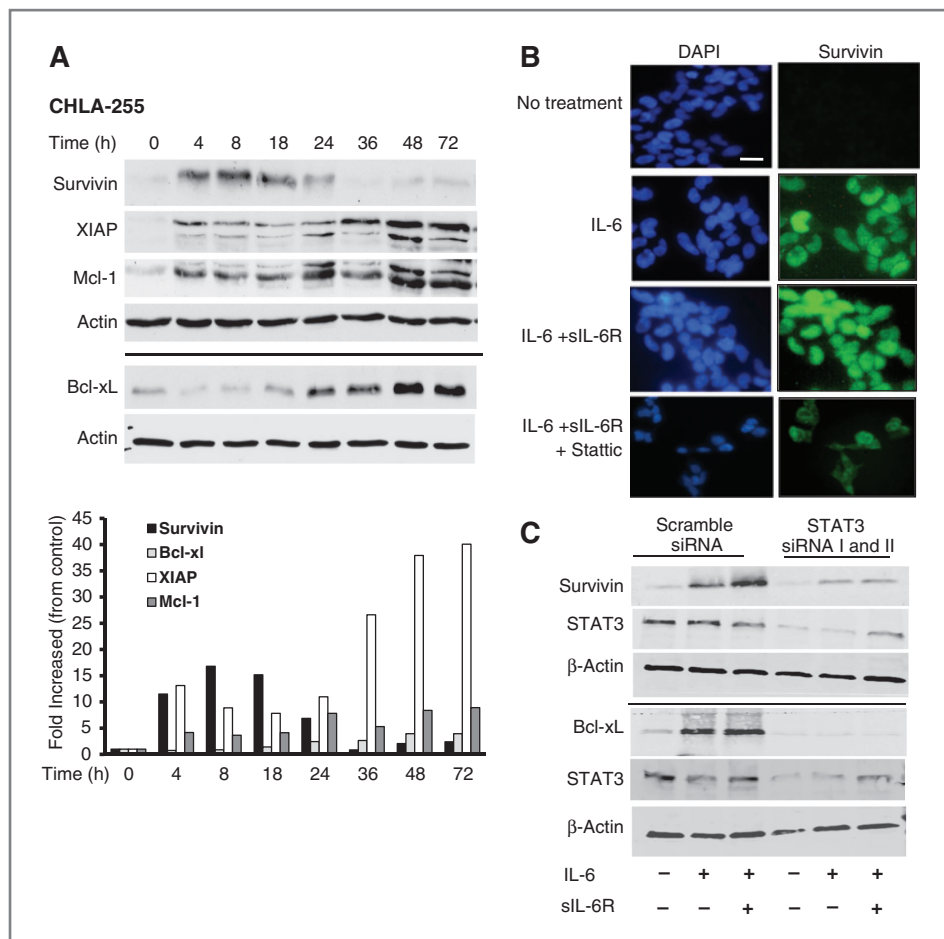 A
CHLA-255
Time (h) 0 4 8 18 24 36 48 72
Survivin
XIAP
Mcl-1
Actin
Bcl-xL
Actin
45
40
35
30
25
20
15
10
5
0
Fold Increased (from control)
Survivin
Bcl-xl
XIAP
Mcl-1
Time (h) 0 4 8 18 24 36 48 72
B
DAPI Survivin
No treatment
IL-6
IL-6 +sIL-6R
IL-6 +sIL-6R
+ Stattic
C
Scramble
siRNA
STAT3
siRNA I and II
Survivin
STAT3
β-Actin
Bcl-xL
STAT3
β-Actin
IL-6 – + + – + +
sIL-6R – – + – – +